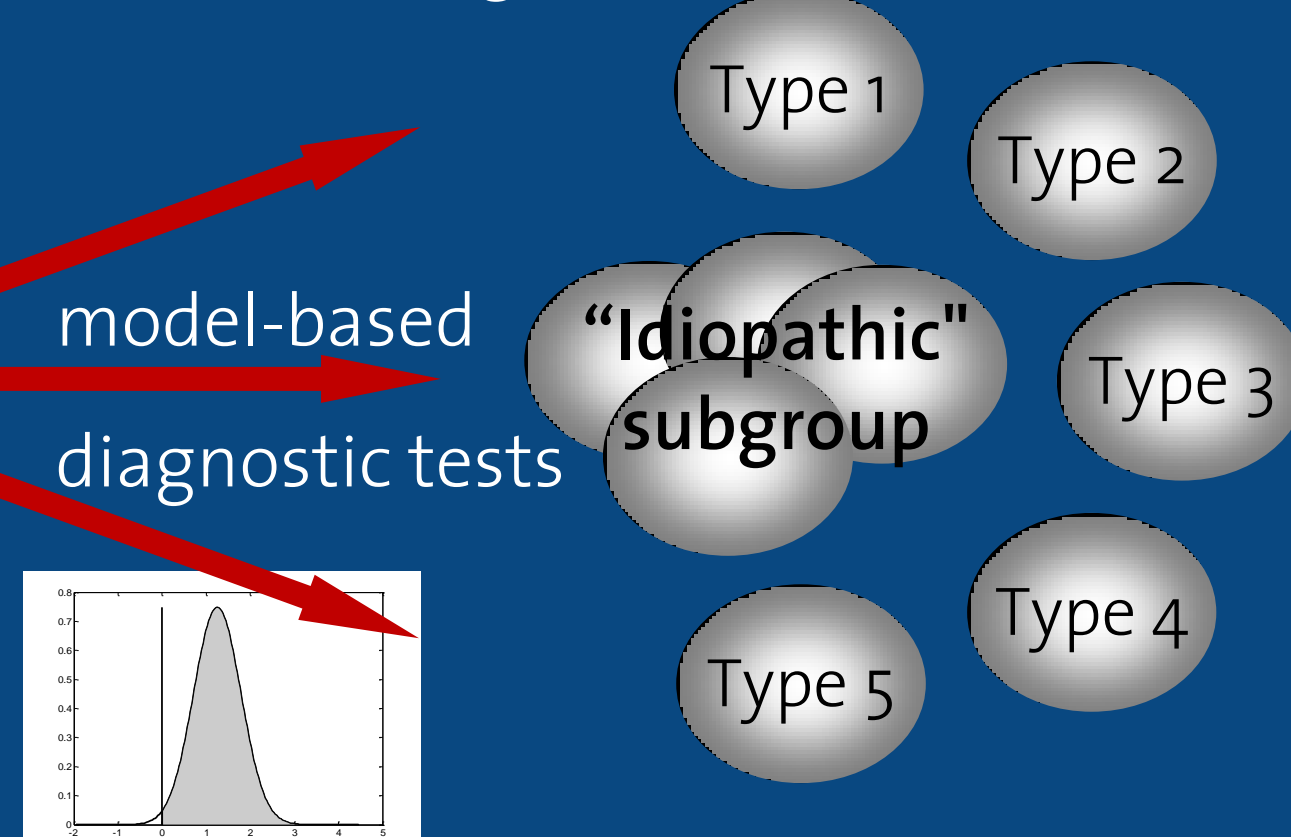 Type 1
Type 2
model-based
“Idiopathic"
subgroup
Type 3
diagnostic tests
Type 4
Type 5
0.8
0.7
0.6
0.5
0.4
0.3
0.2
0.1
0
-2 -1 0 1 2 3 4 5